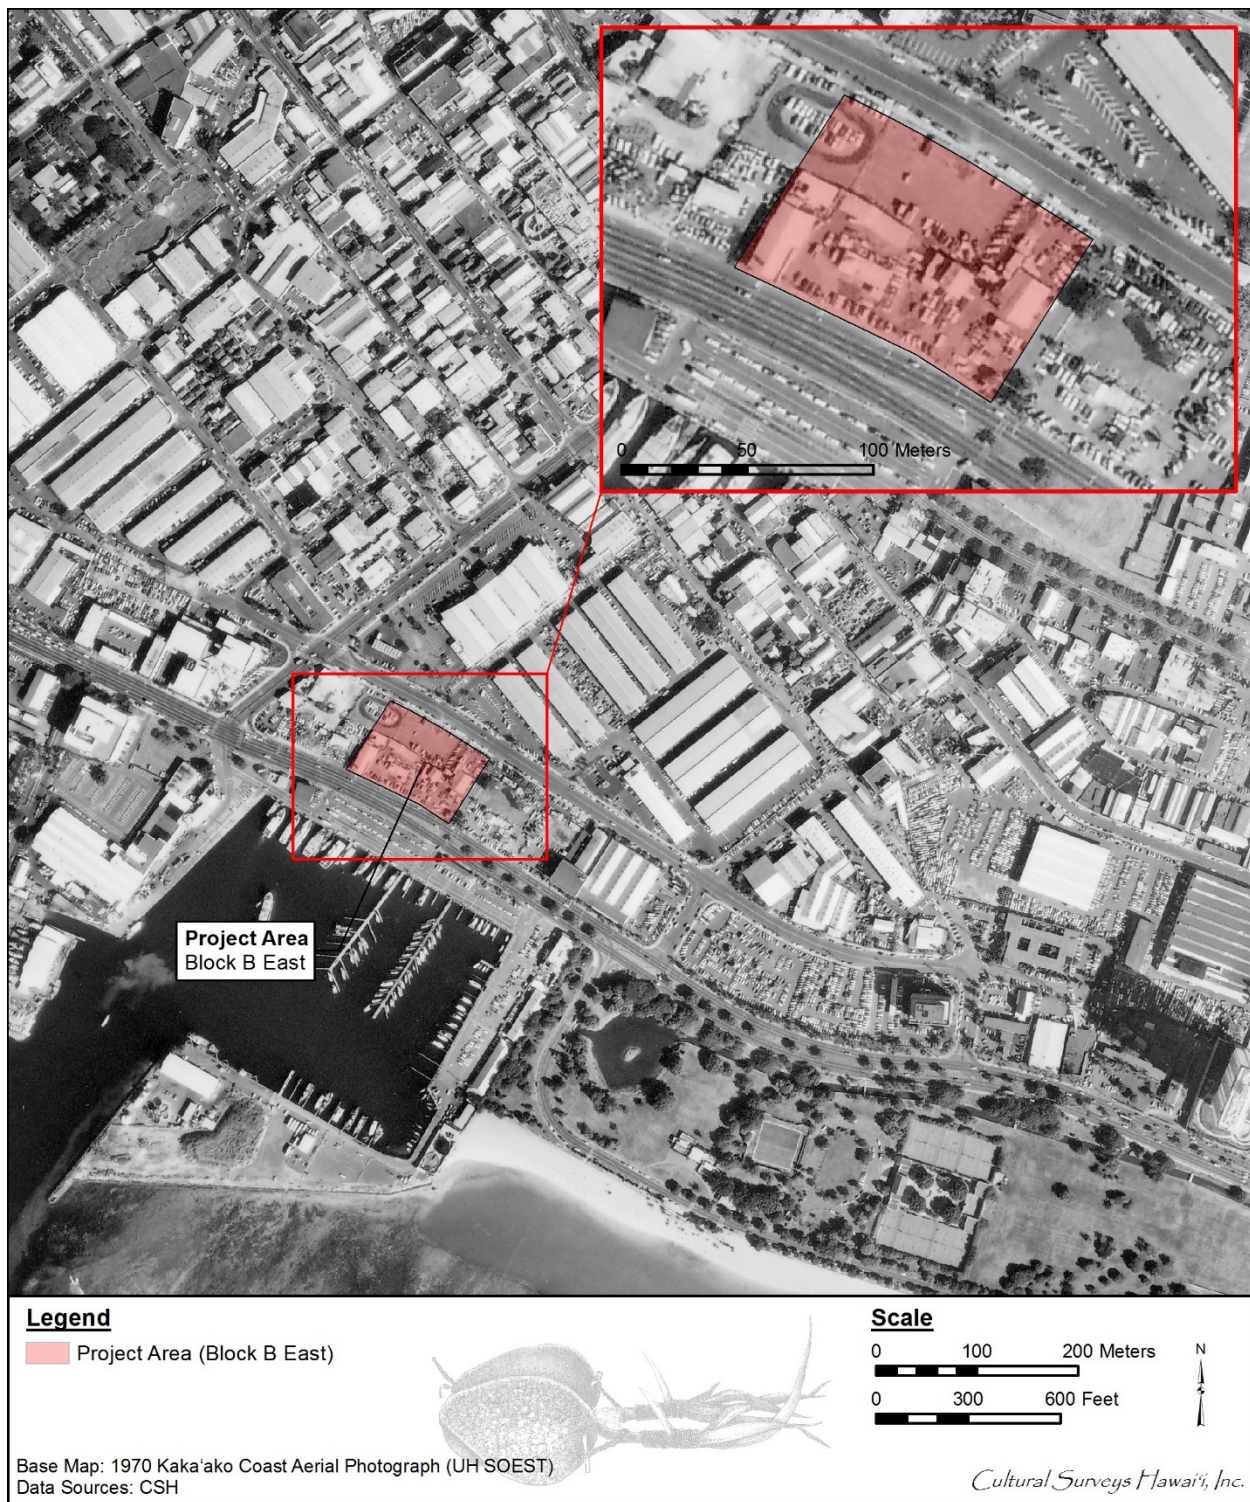 0 50 100 Meters
Project Area
Block B East
Legend
Project Area (Block B East)
Scale
0 100 200 Meters
0 300 600 Feet
N
Base Map: 1970 Kakaʻako Coast Aerial Photograph (UH SOEST)
Data Sources: CSH
Cultural Surveys Hawaiʻi, Inc.